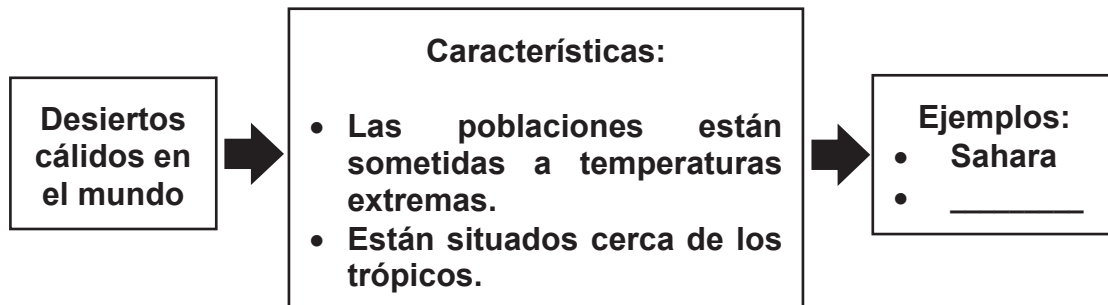 Desiertos
cálidos en
el mundo
Características:
• Las poblaciones están
sometidas a temperaturas
extremas.
• Están situados cerca de los
trópicos.
Ejemplos:
• Sahara
• ________